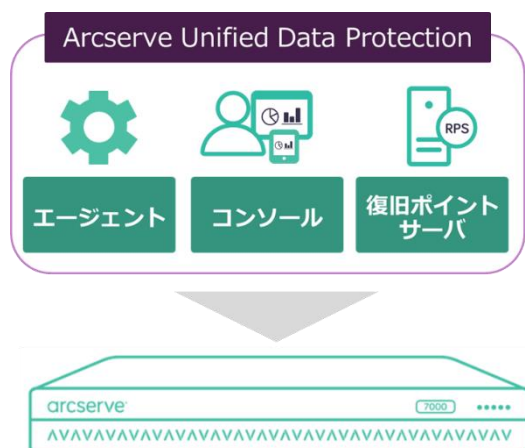 Arcserve Unified Data Protection
RPS
エージェント
コンソール
復旧ポイント
サーバ
arcserve
7000